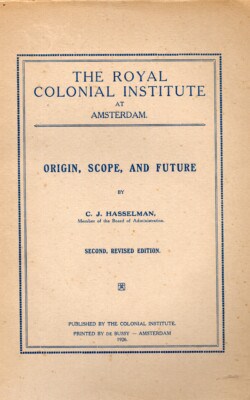 THE ROYAL
COLONIAL INSTITUTE
AT
AMSTERDAM.
ORIGIN, SCOPE, AND FUTURE
BY
C. J. HASSELMAN,
Member of the Board of Administration.
SECOND, REVISED EDITION.
PUBLISHED BY THE COLONIAL INSTITUTE.
PRINTED BY DE BUSSY — AMSTERDAM